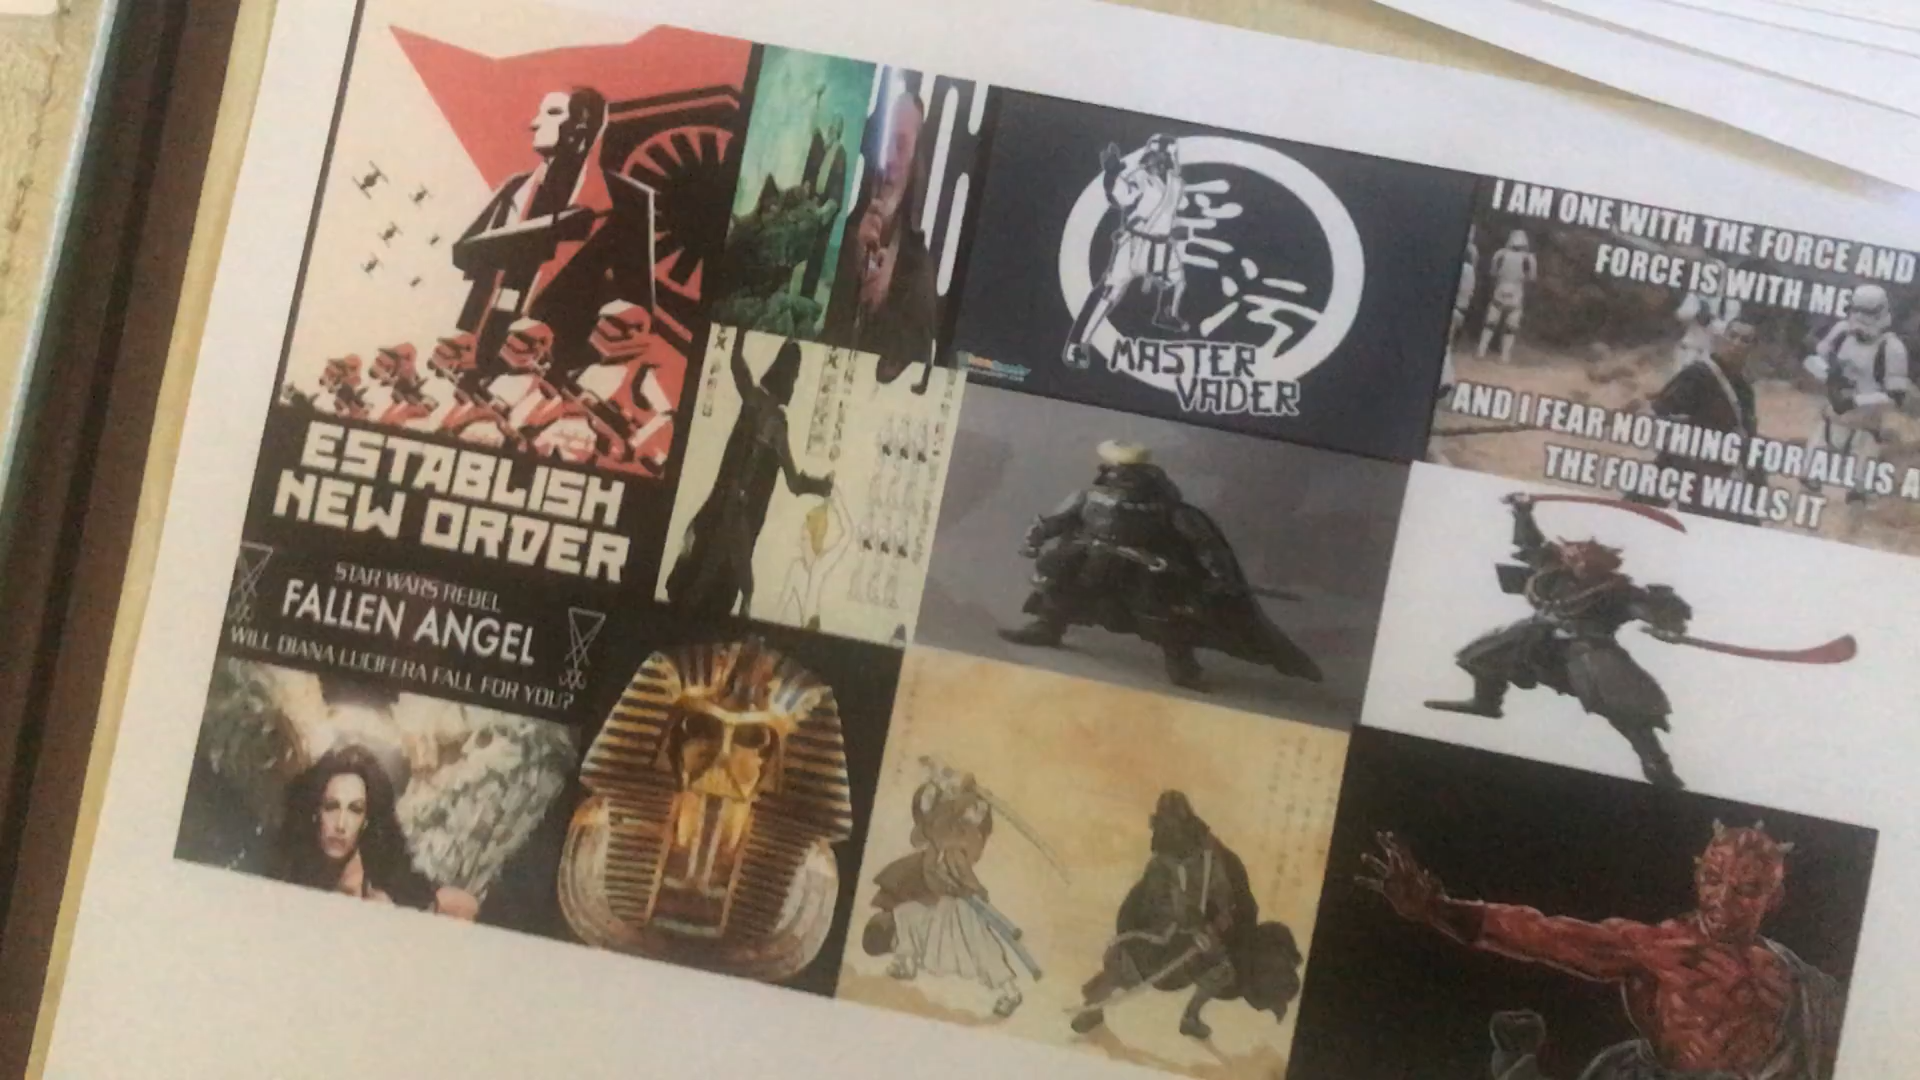 ESTABLISH
NEW ORDER
STAR WARS REBEL
FALLEN ANGEL
WILL DIANA LUCIFERA FALL FOR YOU?
MASTER
VADER
I AM ONE WITH THE FORCE AND
FORCE IS WITH ME
AND I FEAR NOTHING FOR ALL IS A
THE FORCE WILLS IT